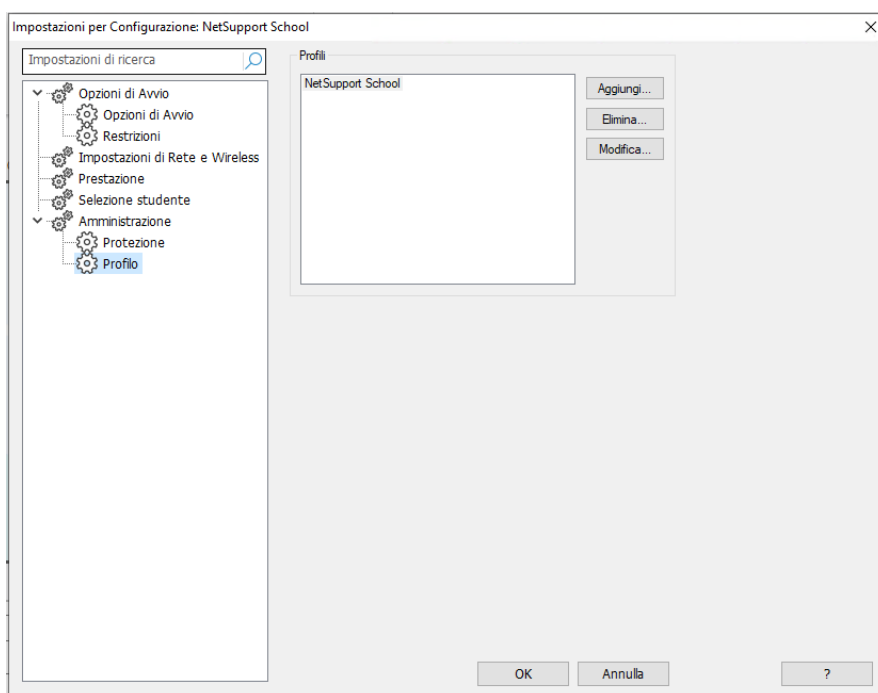 Impostazioni per Configurazione: NetSupport School
Impostazioni di ricerca
Opzioni di Avvio
Opzioni di Avvio
Restrizioni
Impostazioni di Rete e Wireless
Prestazione
Selezione studente
Amministrazione
Protezione
Profilo
Profili
NetSupport School
Aggiungi...
Elimina...
Modifica...
OK
Annulla
?